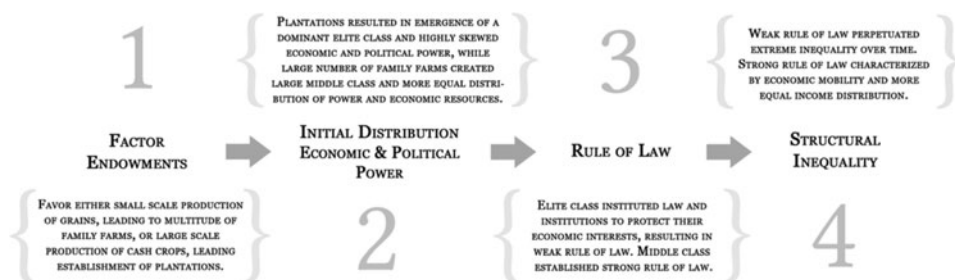 1
PLANTATIONS RESULTED IN EMERGENCE OF A
DOMINANT ELITE CLASS AND HIGHLY SKEWED
ECONOMIC AND POLITICAL POWER, WHILE
LARGE NUMBER OF FAMILY FARMS CREATED
LARGE MIDDLE CLASS AND MORE EQUAL DISTRI-
BUTION OF POWER AND ECONOMIC RESOURCES.
3
WEAK RULE OF LAW PERPETUATED
EXTREME INEQUALITY OVER TIME.
STRONG RULE OF LAW CHARACTERIZED
BY ECONOMIC MOBILITY AND MORE
EQUAL INCOME DISTRIBUTION.
FACTOR
ENDOWMENTS
INITIAL DISTRIBUTION
ECONOMIC & POLITICAL
POWER
RULE OF LAW
STRUCTURAL
INEQUALITY
FAVOR EITHER SMALL SCALE PRODUCTION
OF GRAINS, LEADING TO MULTITUDE OF
FAMILY FARMS, OR LARGE SCALE
PRODUCTION OF CASH CROPS, LEADING
ESTABLISHMENT OF PLANTATIONS.
2
ELITE CLASS INSTITUTED LAW AND
INSTITUTIONS TO PROTECT THEIR
ECONOMIC INTERESTS, RESULTING IN
WEAK RULE OF LAW. MIDDLE CLASS
ESTABLISHED STRONG RULE OF LAW.
4